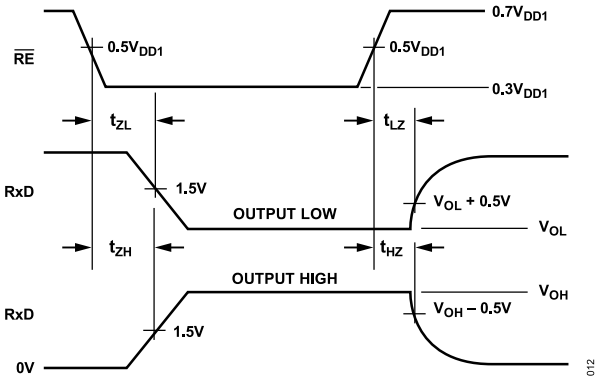 0.7VDD1
0.5VDD1
0.5VDD1
RE
0.3VDD1
tZL
tLZ
RxD
1.5V
VOL + 0.5V
OUTPUT LOW
VOL
tZH
tHZ
OUTPUT HIGH
VOH
RxD
VOH – 0.5V
1.5V
0V
012